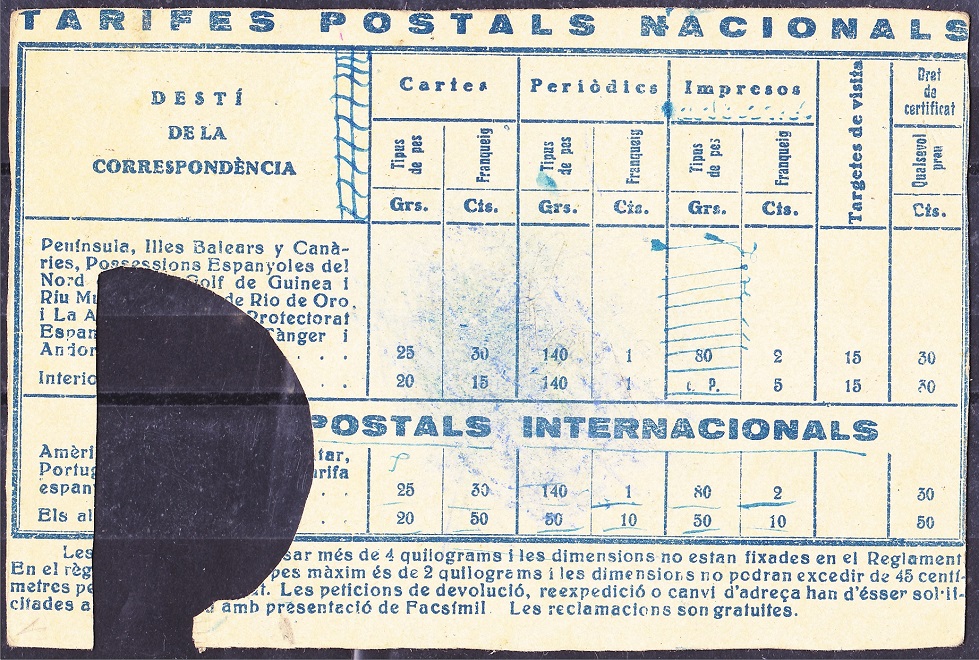 TARIFES POSTALS NACIONALS
DESTÍ
DE LA
CORRESPONDÈNCIA
Cartes
Periòdics
Impresos
Targetes de visita
Dret
de
certificat
Tipus
de pes
Franqueig
Tipus
de pes
Franqueig
Tipus
de pes
Franqueig
Qualsevol
preu
Grs. Cts. Grs. Cts. Grs. Cts. Cts.
Península, Illes Balears y Canà-
ries, Possessions Espanyoles del
Nord Golf de Guinea i
Riu de Rio de Oro,
i La Protectorat
Tànger i
. . . 25 30 140 1 80 2 15 30
. . . 20 15 140 1 P. 5 15 30
POSTALS INTERNACIONALS
espan . . 25 30 140 1 80 2 30
Els . . . 20 50 50 10 50 10 50
Les més de 4 quilograms i les dimensions no estan fixades en el Reglament
En el pes màxim és de 2 quilograms i les dimensions no podran excedir de 45 centí-
metres Les peticions de devolució, reexpedició o canvi d'adreça han d'ésser sol·li-
citades a amb presentació de Facsímil. Les reclamacions son gratuites.